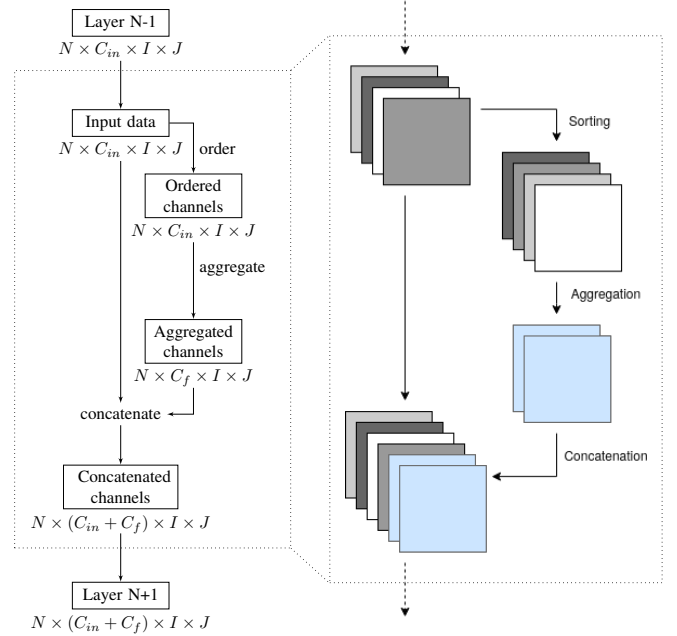 Layer N-1
N × C_in × I × J
Input data
N × C_in × I × J
order
Ordered
channels
N × C_in × I × J
aggregate
Aggregated
channels
N × C_f × I × J
concatenate
Concatenated
channels
N × (C_in + C_f) × I × J
Layer N+1
N × (C_in + C_f) × I × J
Sorting
Aggregation
Concatenation